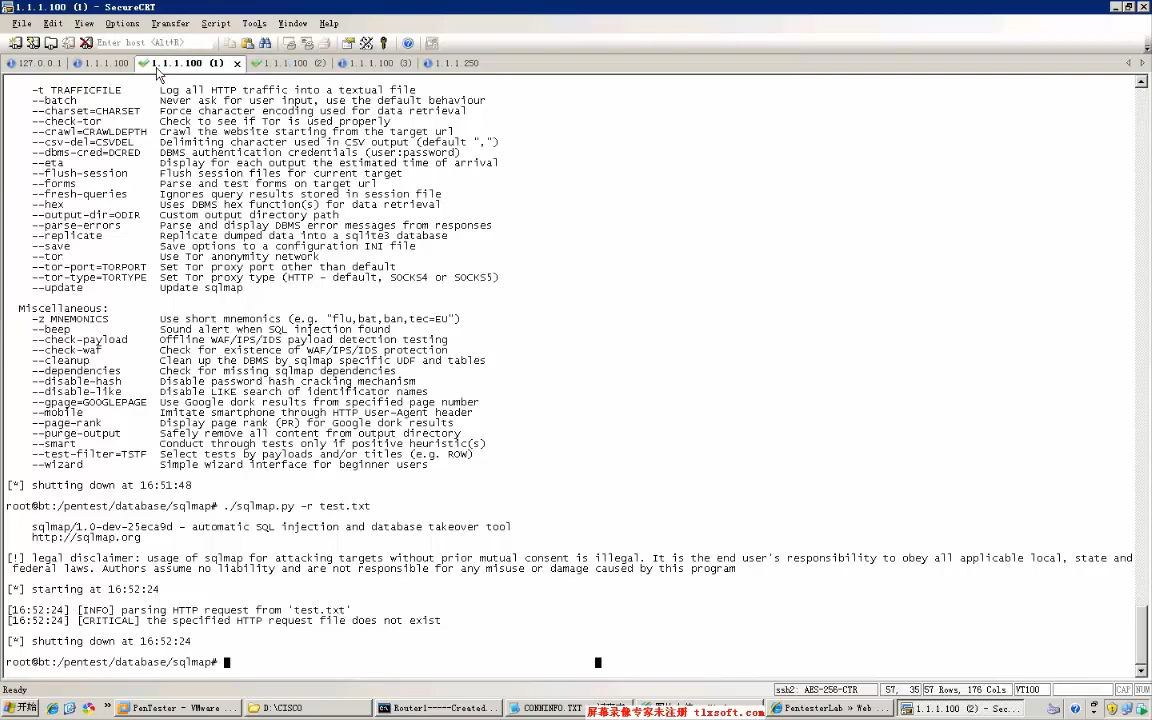 1.1.1.100 (1) - SecureCRT
File Edit View Options Transfer Script Tools Window Help
Enter host <Alt+R>
127.0.0.1 1.1.1.100 1.1.1.100 (1) x 1.1.1.100 (2) 1.1.1.100 (3) 1.1.1.250
-t TRAFFICFILE Log all HTTP traffic into a textual file
--batch Never ask for user input, use the default behaviour
--charset=CHARSET Force character encoding used for data retrieval
--check-tor Check to see if Tor is used properly
--crawl=CRAWLDEPTH Crawl the website starting from the target url
--csv-del=CSVDEL Delimiting character used in CSV output (default ",")
--dbms-cred=DCRED DBMS authentication credentials (user:password)
--eta Display for each output the estimated time of arrival
--flush-session Flush session files for current target
--forms Parse and test forms on target url
--fresh-queries Ignores query results stored in session file
--hex Uses DBMS hex function(s) for data retrieval
--output-dir=ODIR Custom output directory path
--parse-errors Parse and display DBMS error messages from responses
--replicate Replicate dumped data into a sqlite3 database
--save Save options to a configuration INI file
--tor Use Tor anonymity network
--tor-port=TORPORT Set Tor proxy port other than default
--tor-type=TORTYPE Set Tor proxy type (HTTP - default, SOCKS4 or SOCKS5)
--update Update sqlmap
Miscellaneous:
-z MNEMONICS Use short mnemonics (e.g. "flu,bat,ban,tec=EU")
--beep Sound alert when SQL injection found
--check-payload Offline WAF/IPS/IDS payload detection testing
--check-waf Check for existence of WAF/IPS/IDS protection
--cleanup Clean up the DBMS by sqlmap specific UDF and tables
--dependencies Check for missing sqlmap dependencies
--disable-hash Disable password hash cracking mechanism
--disable-like Disable LIKE search of identificator names
--gpage=GOOGLEPAGE Use Google dork results from specified page number
--mobile Imitate smartphone through HTTP User-Agent header
--page-rank Display page rank (PR) for Google dork results
--purge-output Safely remove all content from output directory
--smart Conduct through tests only if positive heuristic(s)
--test-filter=TSTF Select tests by payloads and/or titles (e.g. ROW)
--wizard Simple wizard interface for beginner users
[*] shutting down at 16:51:48
root@bt:/pentest/database/sqlmap# ./sqlmap.py -r test.txt
sqlmap/1.0-dev-25eca9d - automatic SQL injection and database takeover tool
http://sqlmap.org
[!] legal disclaimer: usage of sqlmap for attacking targets without prior mutual consent is illegal. It is the end user's responsibility to obey all applicable local, state and
federal laws. Authors assume no liability and are not responsible for any misuse or damage caused by this program
[*] starting at 16:52:24
[16:52:24] [INFO] parsing HTTP request from 'test.txt'
[16:52:24] [CRITICAL] the specified HTTP request file does not exist
[*] shutting down at 16:52:24
root@bt:/pentest/database/sqlmap#
Ready ssh2: AES-256-CTR 57, 35 57 Rows, 176 Cols VT100 CAP NUM
开始 PenTester - VMware ... D:\CISCO Router1-----Created... CONNINFO.TXT PentesterLab » Web ... 1.1.1.100 (1) - Sec...
屏幕录像专家未注册 tlxsoft.com